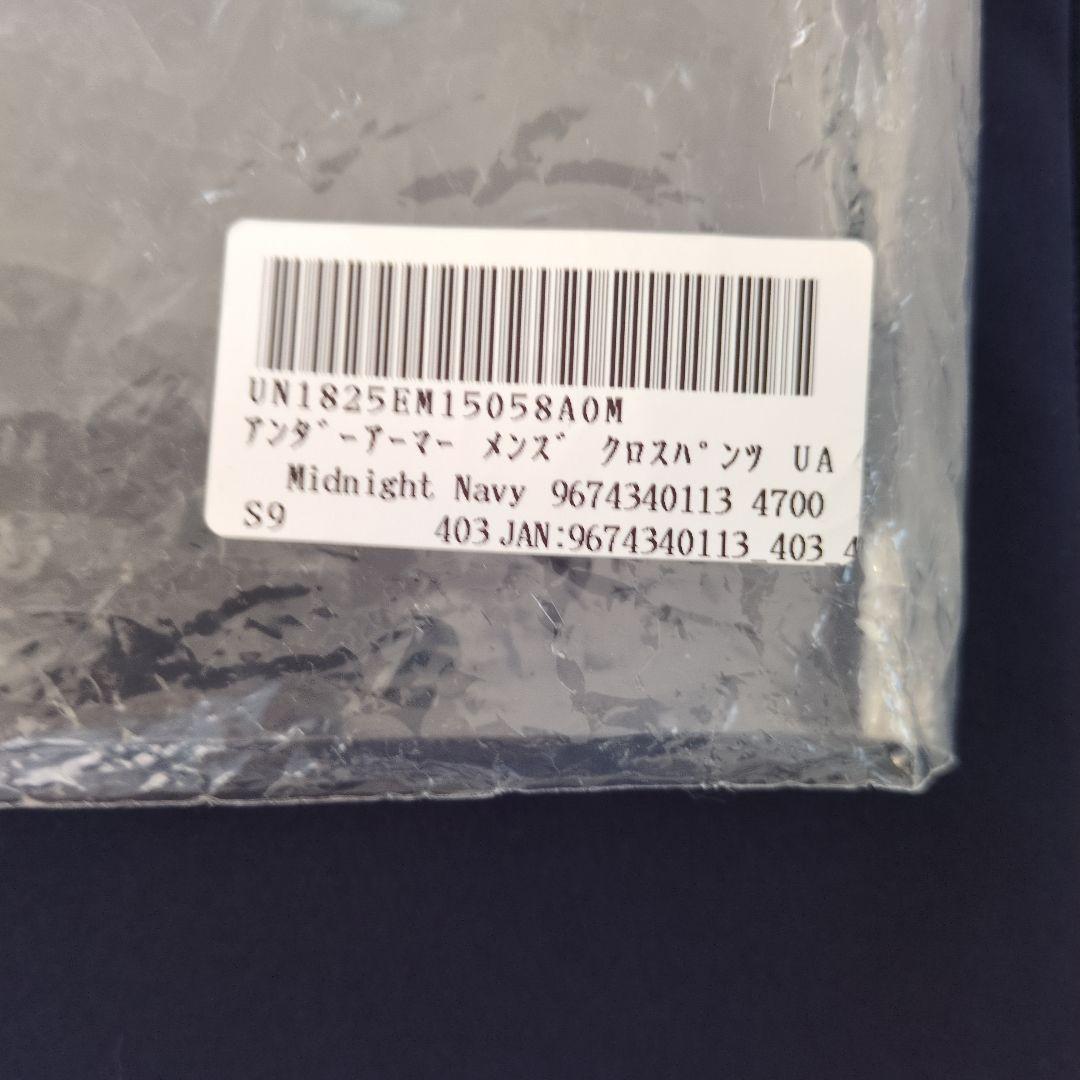 UN1825EM15058A0M
ｱﾝﾀﾞｰｱｰﾏｰ ﾒﾝｽﾞ ｸﾛｽﾊﾟﾝﾂ UA
Midnight Navy 9674340113 4700
S9 403 JAN:9674340113_403